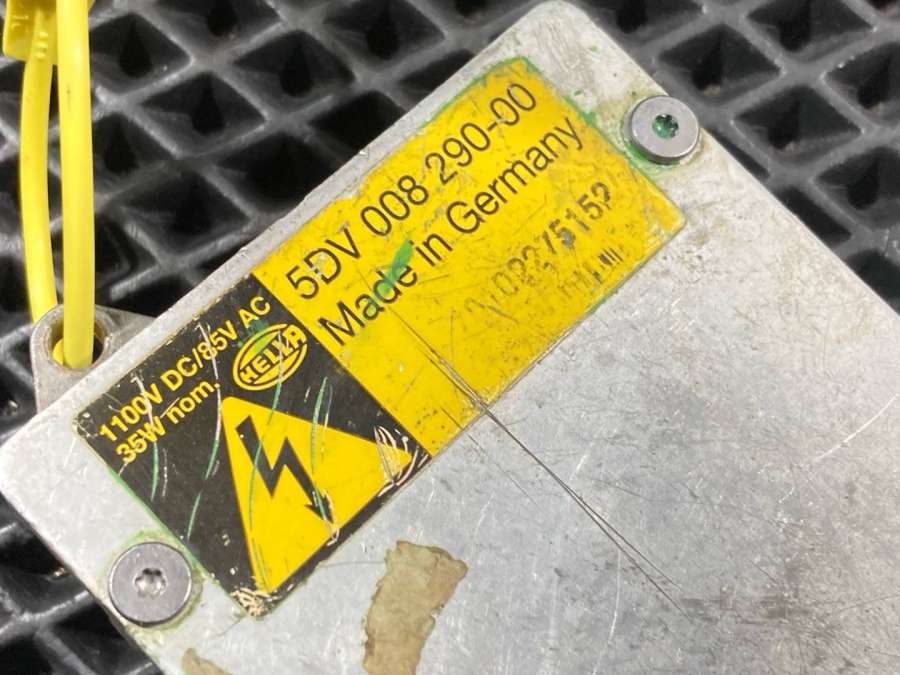 5DV 008 290-00
Made in Germany
1100V DC/85V AC
35W nom.
HELLA